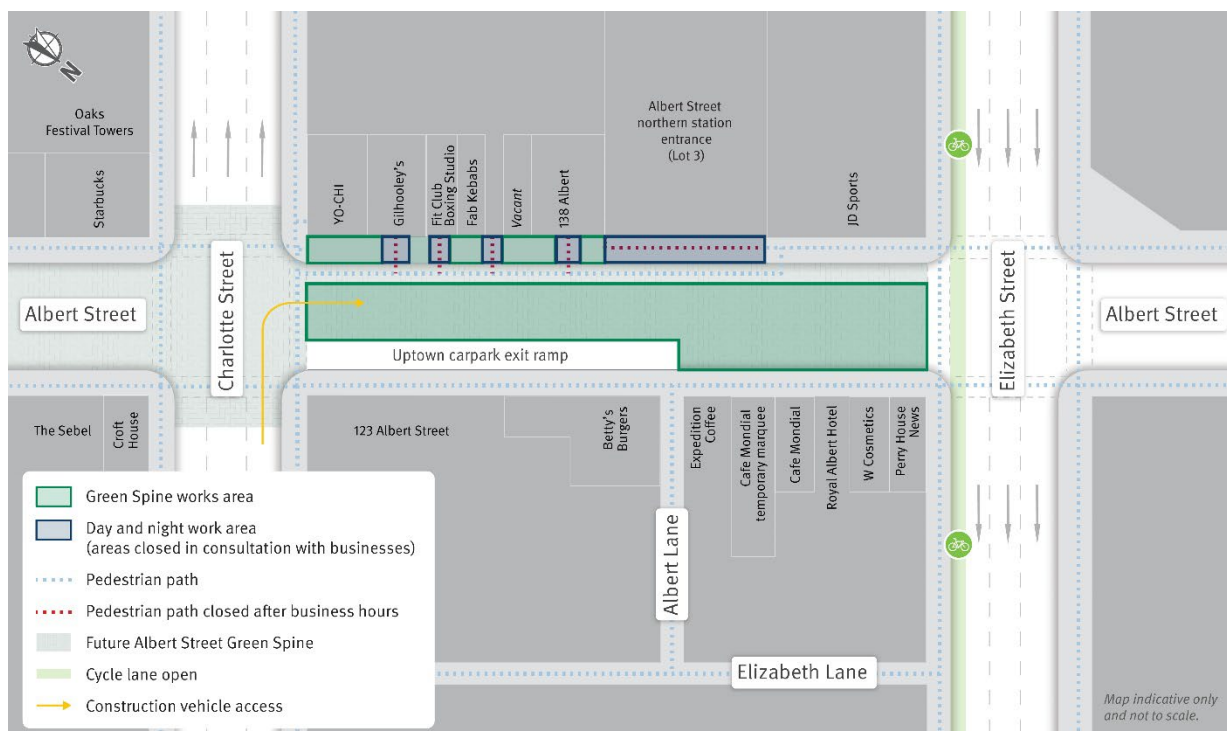 N
Oaks
Festival Towers
Starbucks
YO-CHI
Gilhooley's
Fit Club
Boxing Studio
Fab Kebabs
Vacant
138 Albert
Albert Street
northern station
entrance
(Lot 3)
JD Sports
Albert Street
Charlotte Street
Elizabeth Street
Albert Street
Uptown carpark exit ramp
The Sebel
Croft
House
123 Albert Street
Betty's
Burgers
Expedition
Coffee
Cafe Mondial
temporary marquee
Cafe Mondial
Royal Albert Hotel
W Cosmetics
Perry House
News
Albert Lane
Elizabeth Lane
Green Spine works area
Day and night work area
(areas closed in consultation with businesses)
Pedestrian path
Pedestrian path closed after business hours
Future Albert Street Green Spine
Cycle lane open
Construction vehicle access
Map indicative only
and not to scale.